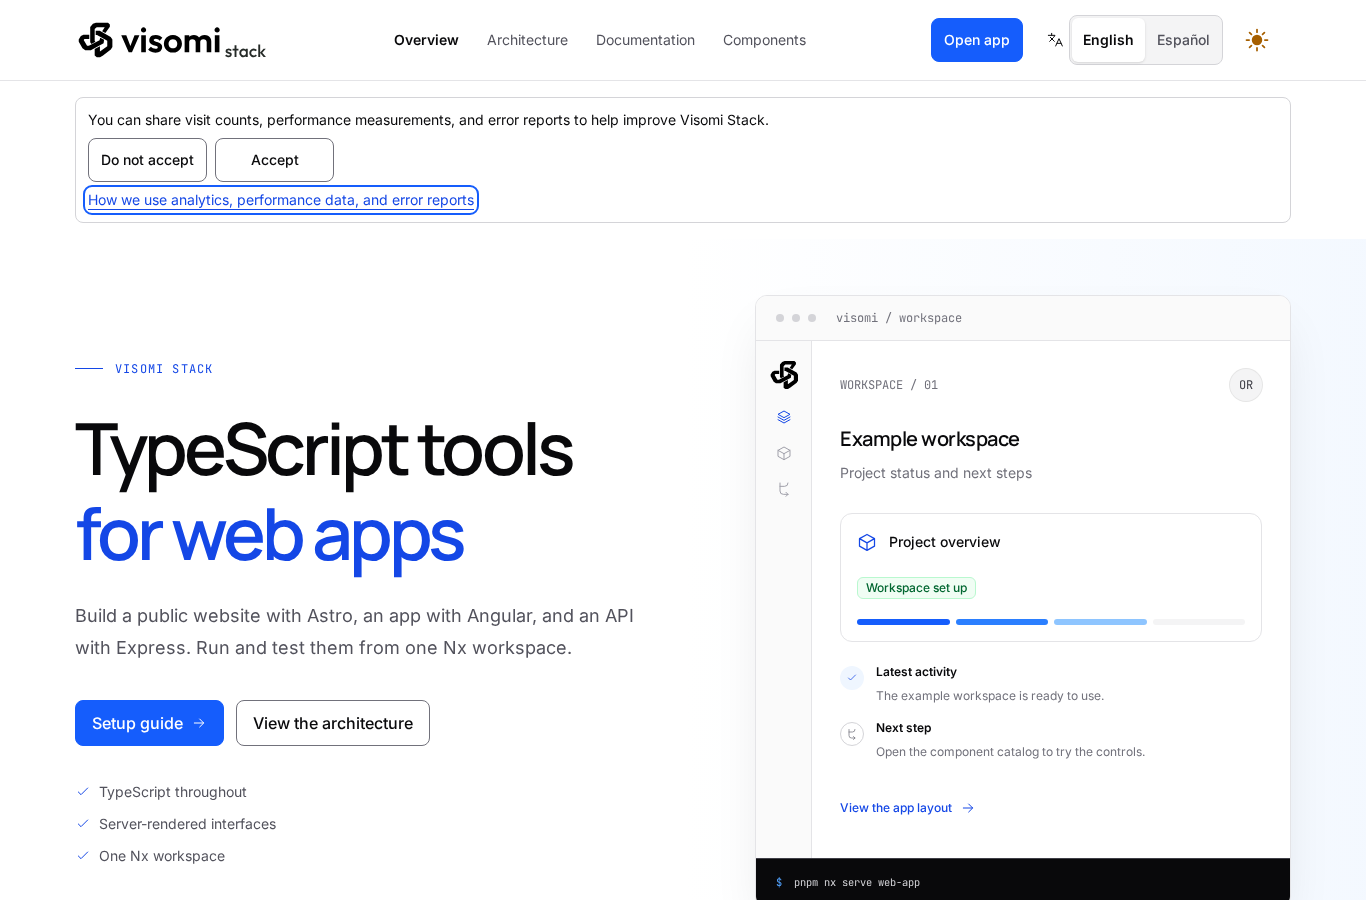 visomi stack
Overview
Architecture
Documentation
Components
Open app
English
Español
You can share visit counts, performance measurements, and error reports to help improve Visomi Stack.
Do not accept
Accept
How we use analytics, performance data, and error reports
VISOMI STACK
TypeScript tools
for web apps
Build a public website with Astro, an app with Angular, and an API
with Express. Run and test them from one Nx workspace.
Setup guide
View the architecture
TypeScript throughout
Server-rendered interfaces
One Nx workspace
visomi / workspace
WORKSPACE / 01
OR
Example workspace
Project status and next steps
Project overview
Workspace set up
Latest activity
The example workspace is ready to use.
Next step
Open the component catalog to try the controls.
View the app layout
$ pnpm nx serve web-app